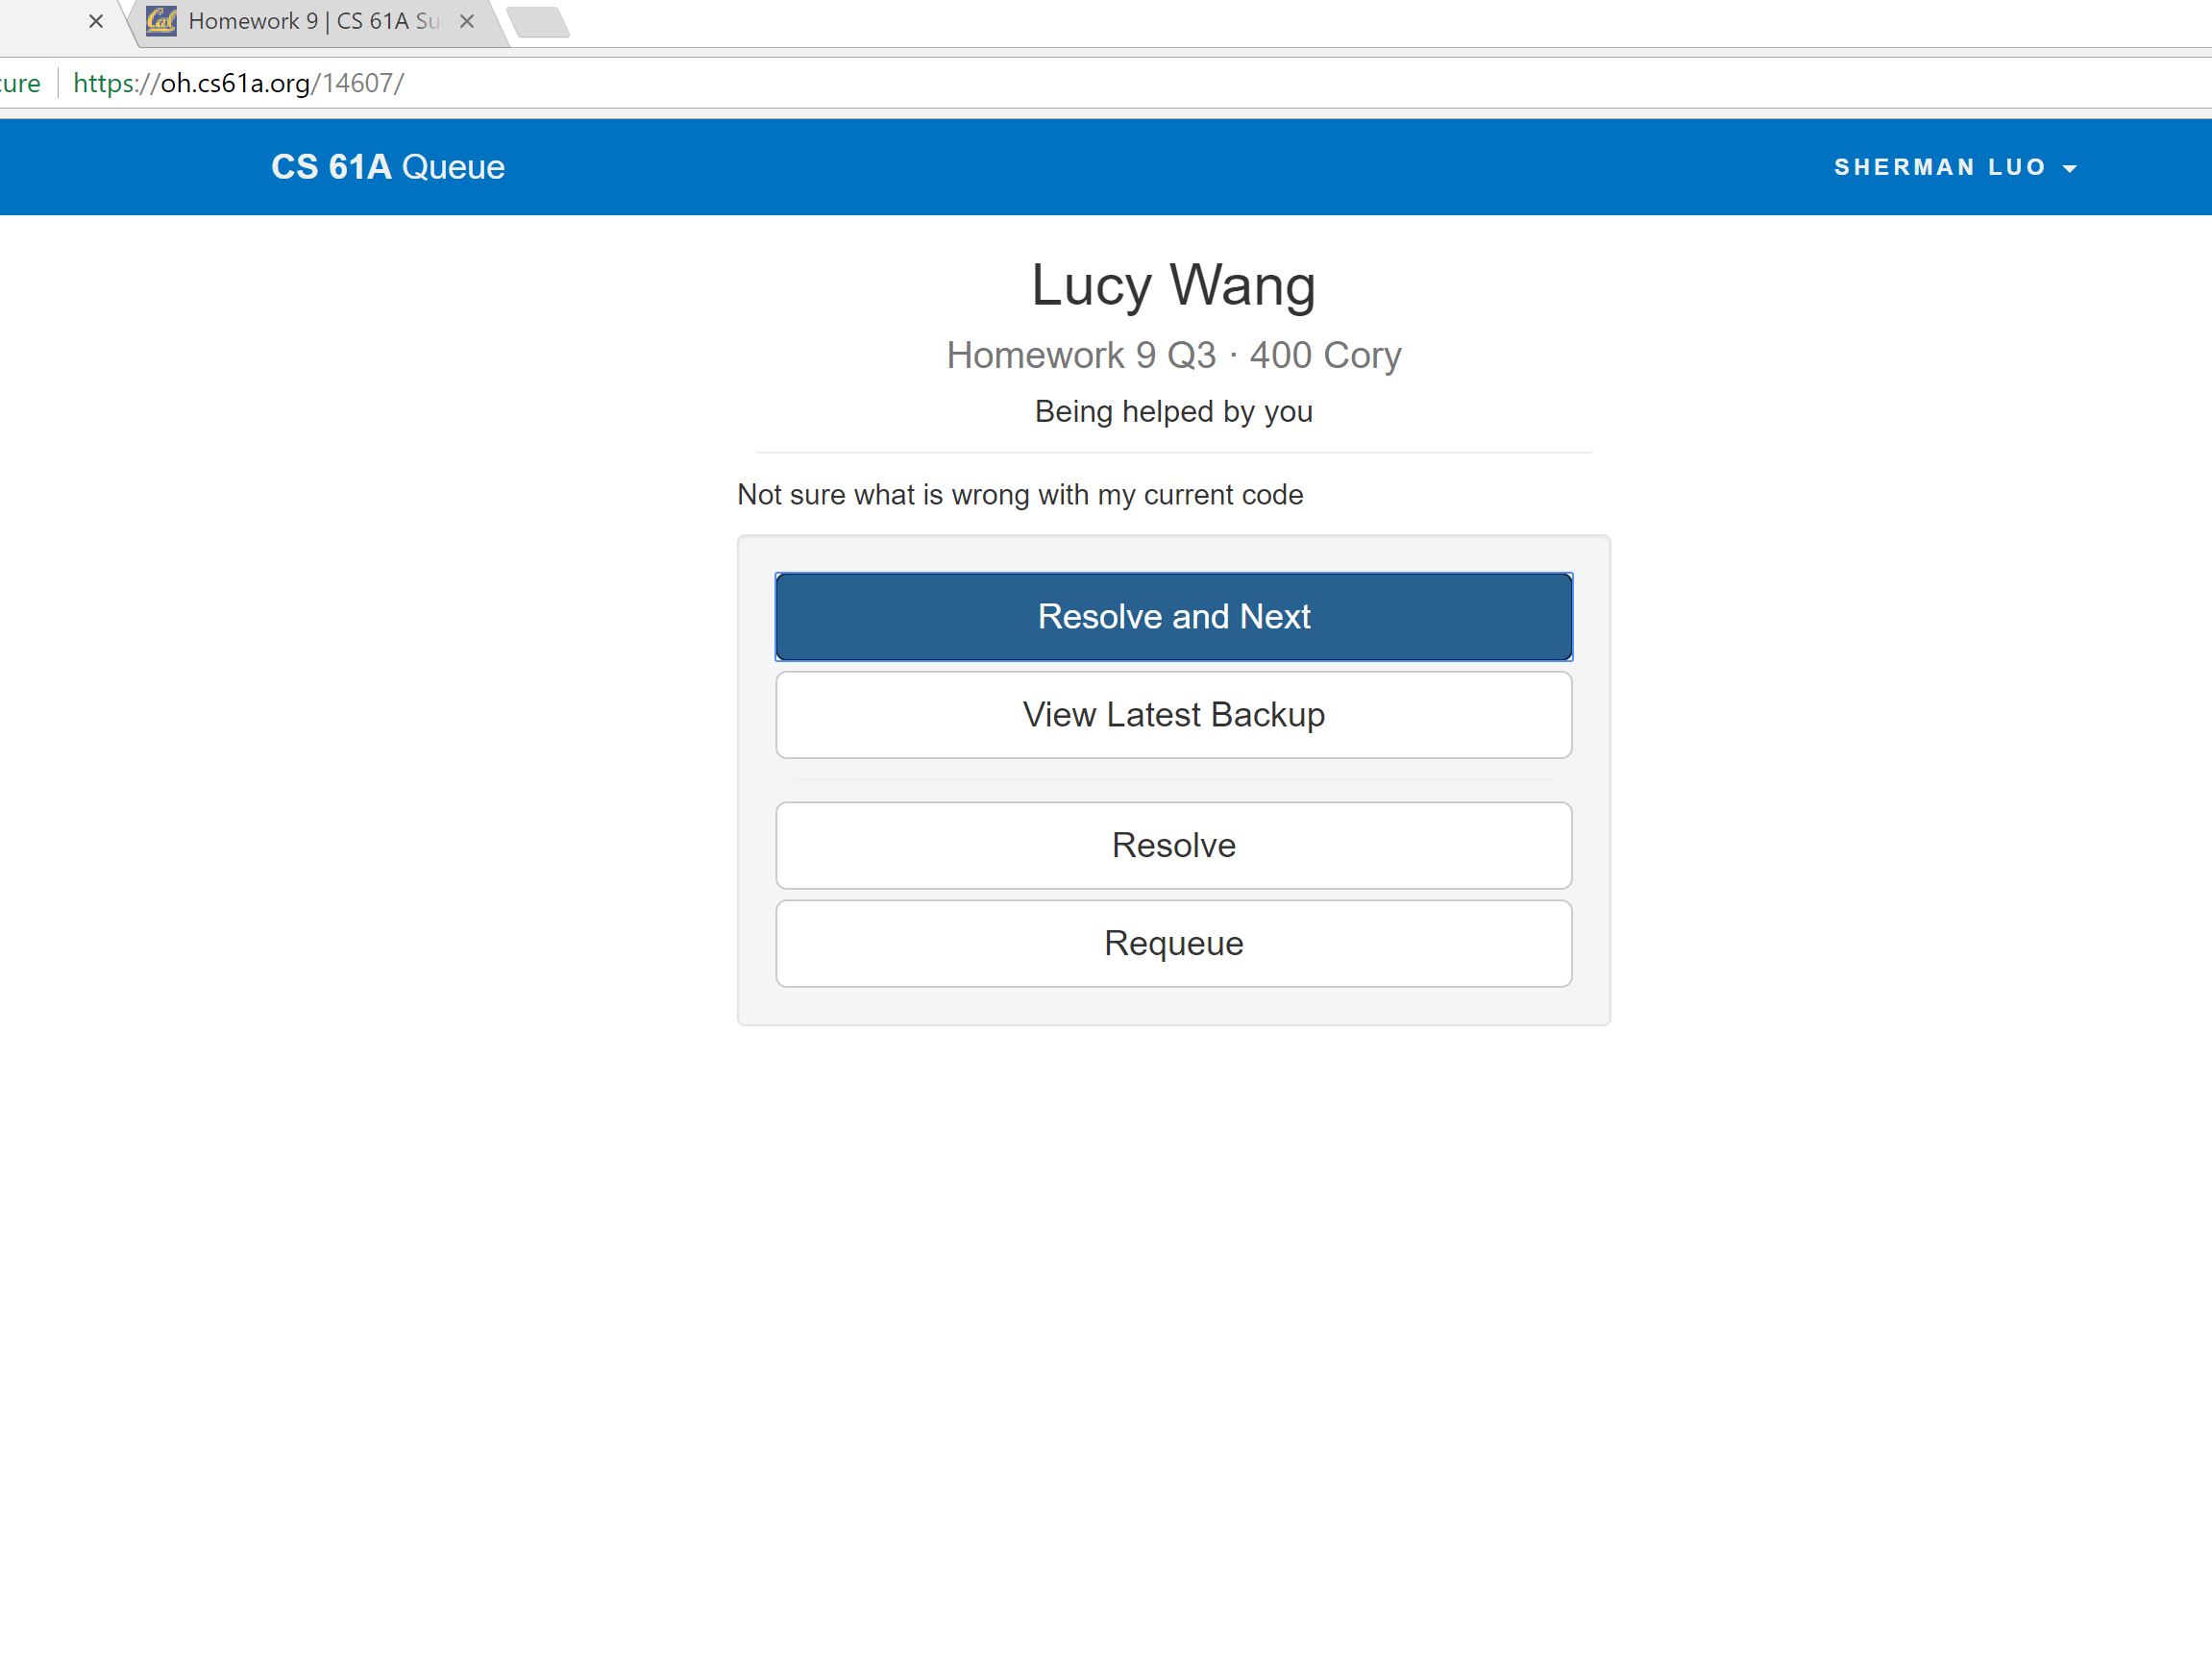 Homework 9 | CS 61A Su
cure https://oh.cs61a.org/14607/
CS 61A Queue
SHERMAN LUO
Lucy Wang
Homework 9 Q3 · 400 Cory
Being helped by you
Not sure what is wrong with my current code
Resolve and Next
View Latest Backup
Resolve
Requeue